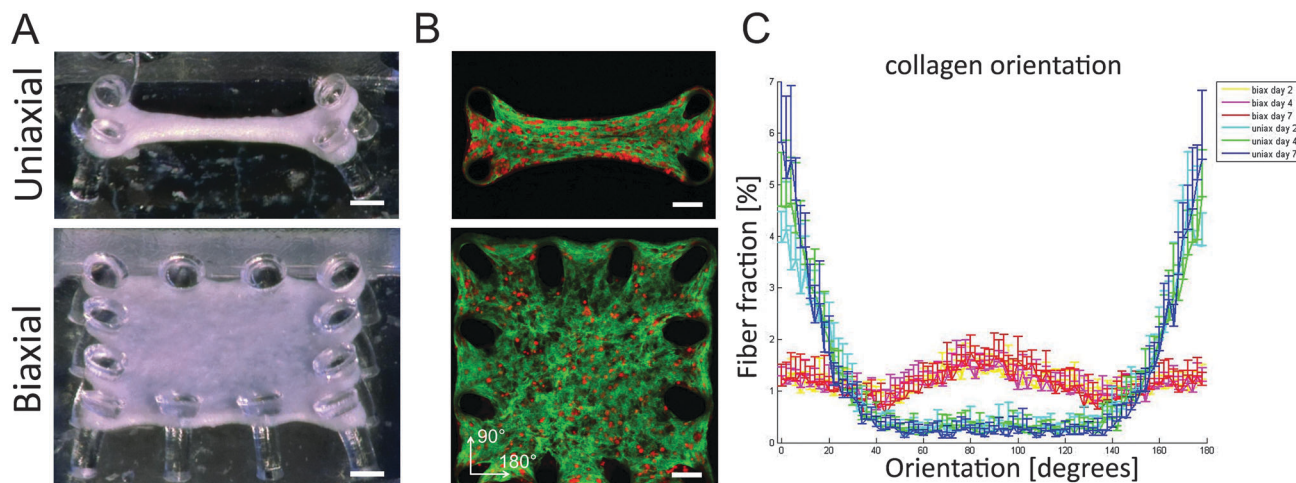 A
B
C
Uniaxial
Biaxial
90°
180°
collagen orientation
7
6
5
4
3
2
1
0
Fiber fraction [%]
0 20 40 60 80 100 120 140 160 180
Orientation [degrees]
biax day 2
biax day 4
biax day 7
uniax day 2
uniax day 4
uniax day 7